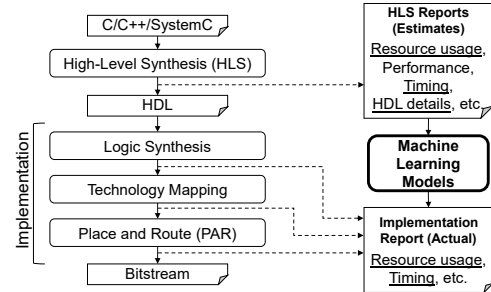 C/C++/SystemC
High-Level Synthesis (HLS)
HDL
Implementation
Logic Synthesis
Technology Mapping
Place and Route (PAR)
Bitstream
HLS Reports
(Estimates)
Resource usage,
Performance,
Timing,
HDL details, etc.
Machine
Learning
Models
Implementation
Report (Actual)
Resource usage,
Timing, etc.